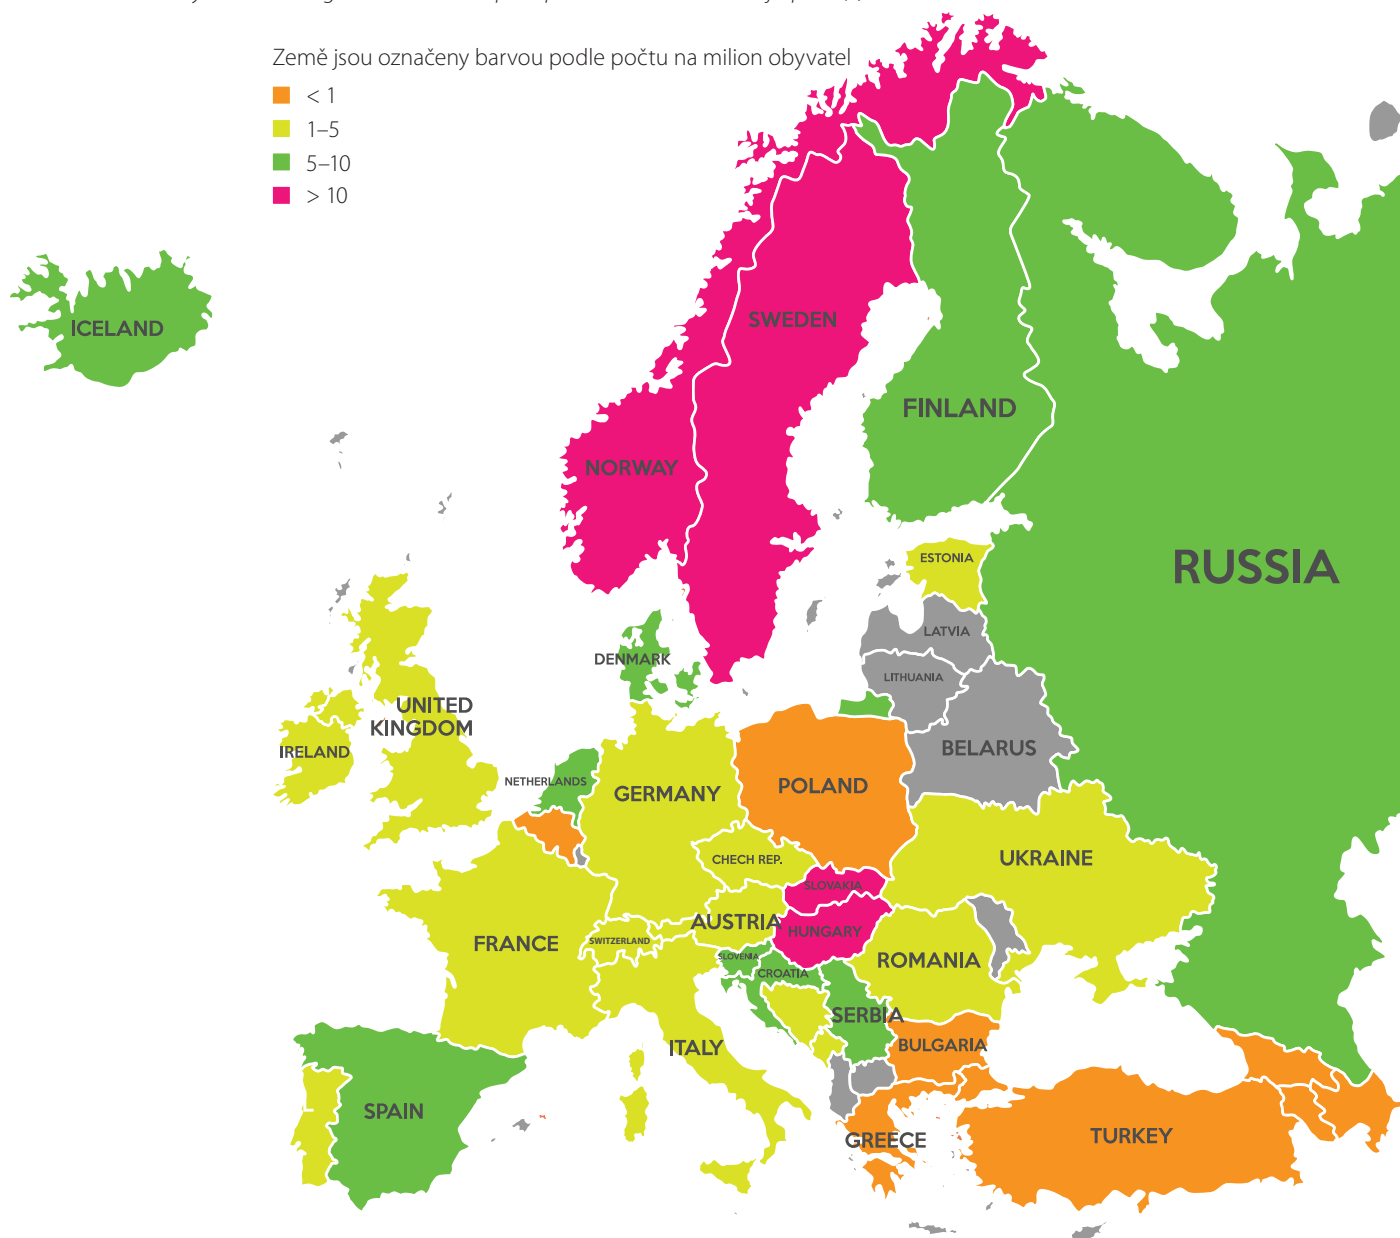 Země jsou označeny barvou podle počtu na milion obyvatel
< 1
1–5
5–10
> 10
ICELAND
SWEDEN
FINLAND
NORWAY
RUSSIA
ESTONIA
LATVIA
DENMARK
LITHUANIA
UNITED
KINGDOM
IRELAND
BELARUS
NETHERLANDS
GERMANY
POLAND
CHECH REP.
UKRAINE
SLOVAKIA
AUSTRIA
HUNGARY
FRANCE
SWITZERLAND
SLOVENIA
ROMANIA
CROATIA
SERBIA
BULGARIA
ITALY
SPAIN
GREECE
TURKEY